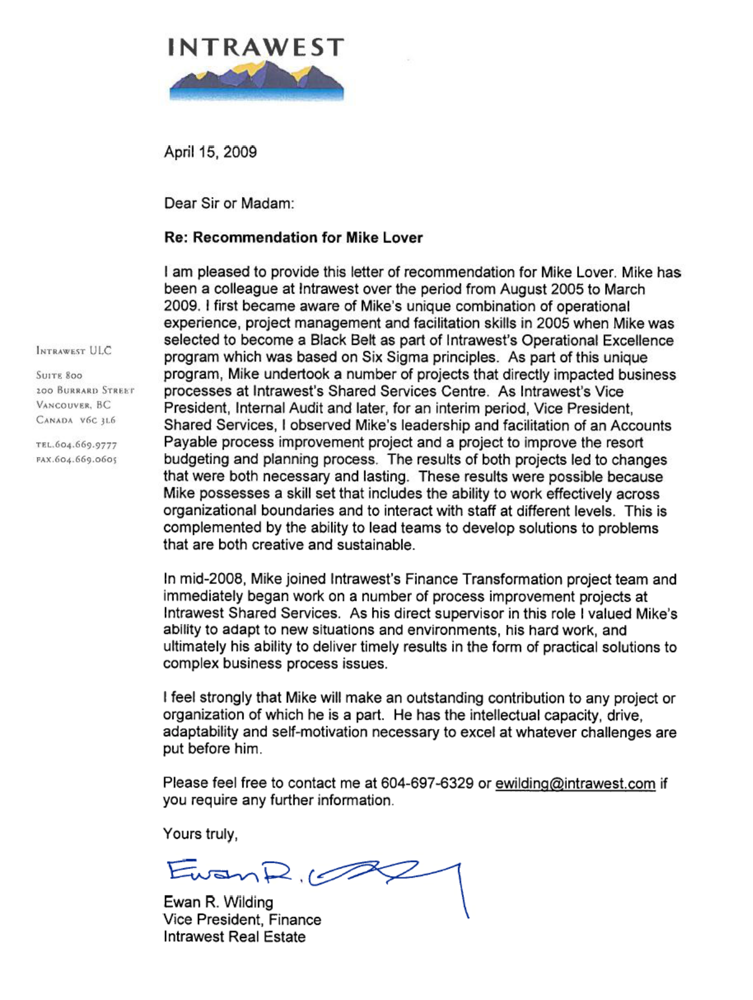 INTRAWEST
April 15, 2009
Dear Sir or Madam:
Re: Recommendation for Mike Lover
I am pleased to provide this letter of recommendation for Mike Lover. Mike has
been a colleague at Intrawest over the period from August 2005 to March
2009. I first became aware of Mike's unique combination of operational
experience, project management and facilitation skills in 2005 when Mike was
selected to become a Black Belt as part of Intrawest's Operational Excellence
program which was based on Six Sigma principles. As part of this unique
program, Mike undertook a number of projects that directly impacted business
processes at Intrawest's Shared Services Centre. As Intrawest's Vice
President, Internal Audit and later, for an interim period, Vice President,
Shared Services, I observed Mike's leadership and facilitation of an Accounts
Payable process improvement project and a project to improve the resort
budgeting and planning process. The results of both projects led to changes
that were both necessary and lasting. These results were possible because
Mike possesses a skill set that includes the ability to work effectively across
organizational boundaries and to interact with staff at different levels. This is
complemented by the ability to lead teams to develop solutions to problems
that are both creative and sustainable.
INTRAWEST ULC
SUITE 800
200 BURRARD STREET
VANCOUVER, BC
CANADA V6C 3L6
TEL.604.669.9777
FAX.604.669.0605
In mid-2008, Mike joined Intrawest's Finance Transformation project team and
immediately began work on a number of process improvement projects at
Intrawest Shared Services. As his direct supervisor in this role I valued Mike's
ability to adapt to new situations and environments, his hard work, and
ultimately his ability to deliver timely results in the form of practical solutions to
complex business process issues.
I feel strongly that Mike will make an outstanding contribution to any project or
organization of which he is a part. He has the intellectual capacity, drive,
adaptability and self-motivation necessary to excel at whatever challenges are
put before him.
Please feel free to contact me at 604-697-6329 or ewilding@intrawest.com if
you require any further information.
Yours truly,
Ewan R.
Ewan R. Wilding
Vice President, Finance
Intrawest Real Estate